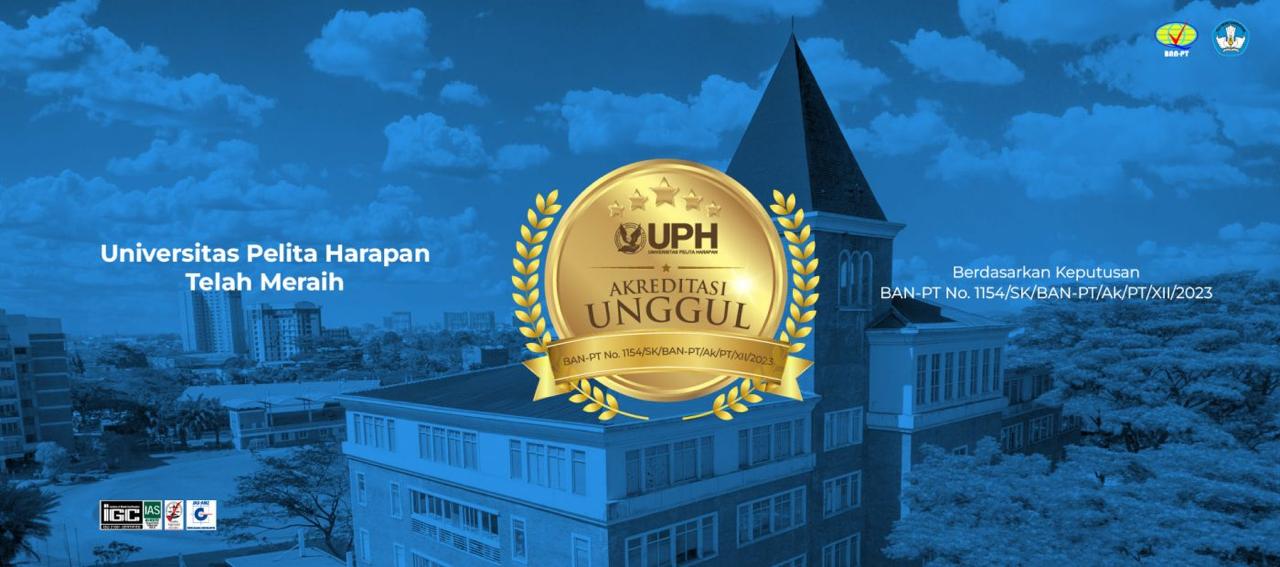 BAN-PT
Universitas Pelita Harapan
Telah Meraih
UPH
UNIVERSITAS PELITA HARAPAN
AKREDITASI
UNGGUL
BAN-PT No. 1154/SK/BAN-PT/Ak/PT/XII/2023
Berdasarkan Keputusan
BAN-PT No. 1154/SK/BAN-PT/Ak/PT/XII/2023
IGC
IAS